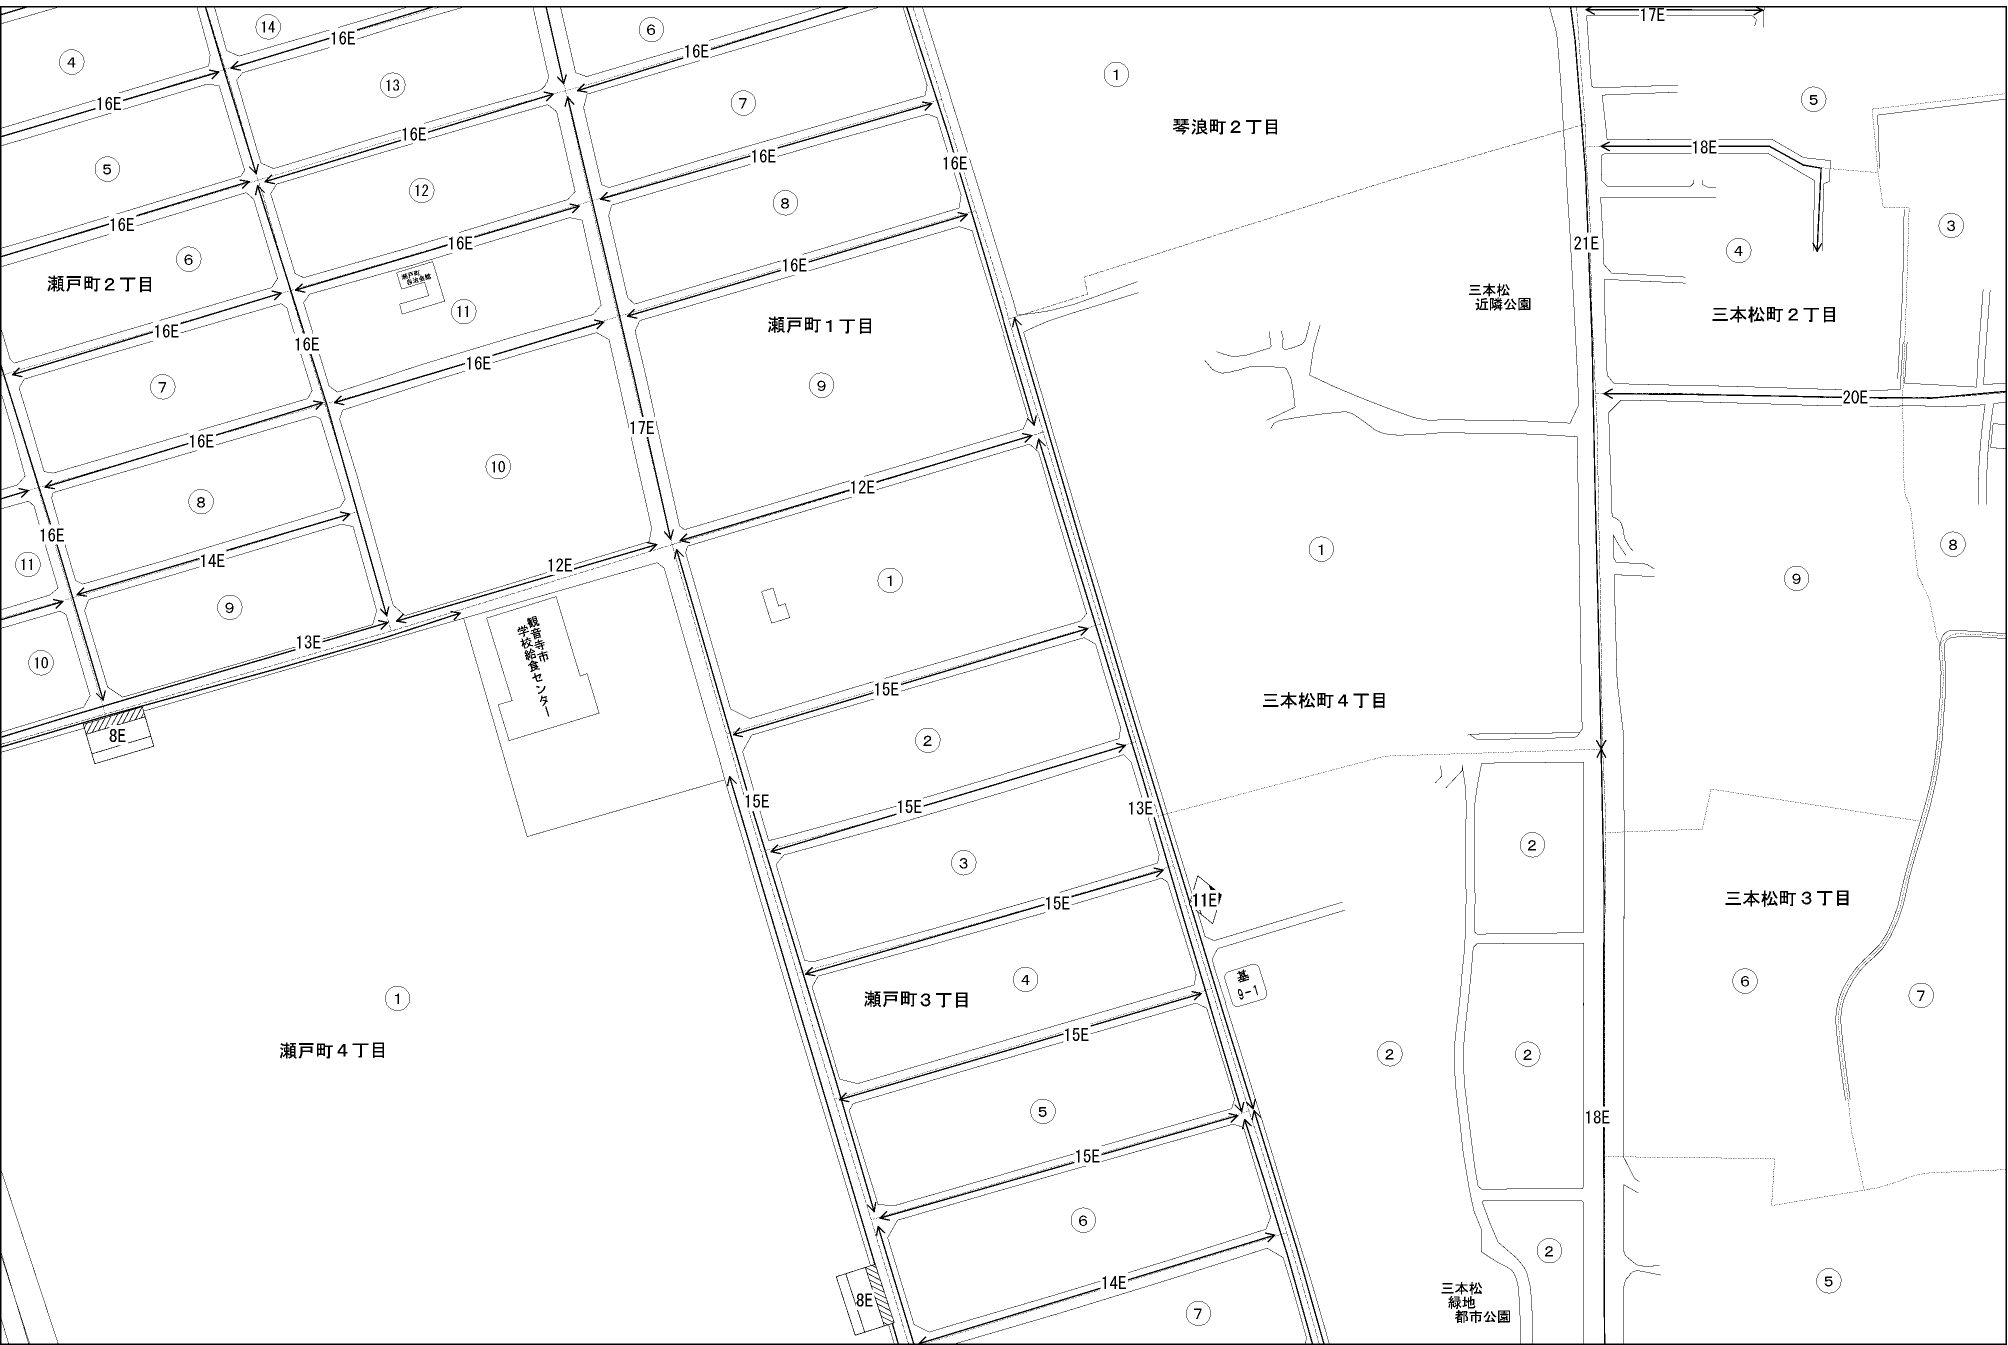 17E
⑭
16E
⑥
16E
④
①
⑬
⑤
16E
⑦
琴浪町2丁目
16E
18E
16E
16E
⑤
⑫
⑧
③
16E
16E
21E
④
⑥
16E
瀬戸町2丁目
瀬戸町
自治会館
三本松
近隣公園
⑪
三本松町2丁目
瀬戸町1丁目
16E
16E
16E
⑦
⑨
20E
17E
16E
⑩
12E
⑧
16E
⑧
14E
⑪
12E
①
⑨
①
⑨
13E
観音寺市
学校給食センター
⑩
15E
三本松町4丁目
8E
②
15E
15E
13E
②
③
15E
11E
三本松町3丁目
④
基
9-1
⑥
⑦
①
瀬戸町3丁目
15E
瀬戸町4丁目
②
②
⑤
18E
15E
⑥
②
14E
⑤
8E
三本松
緑地
都市公園
⑦